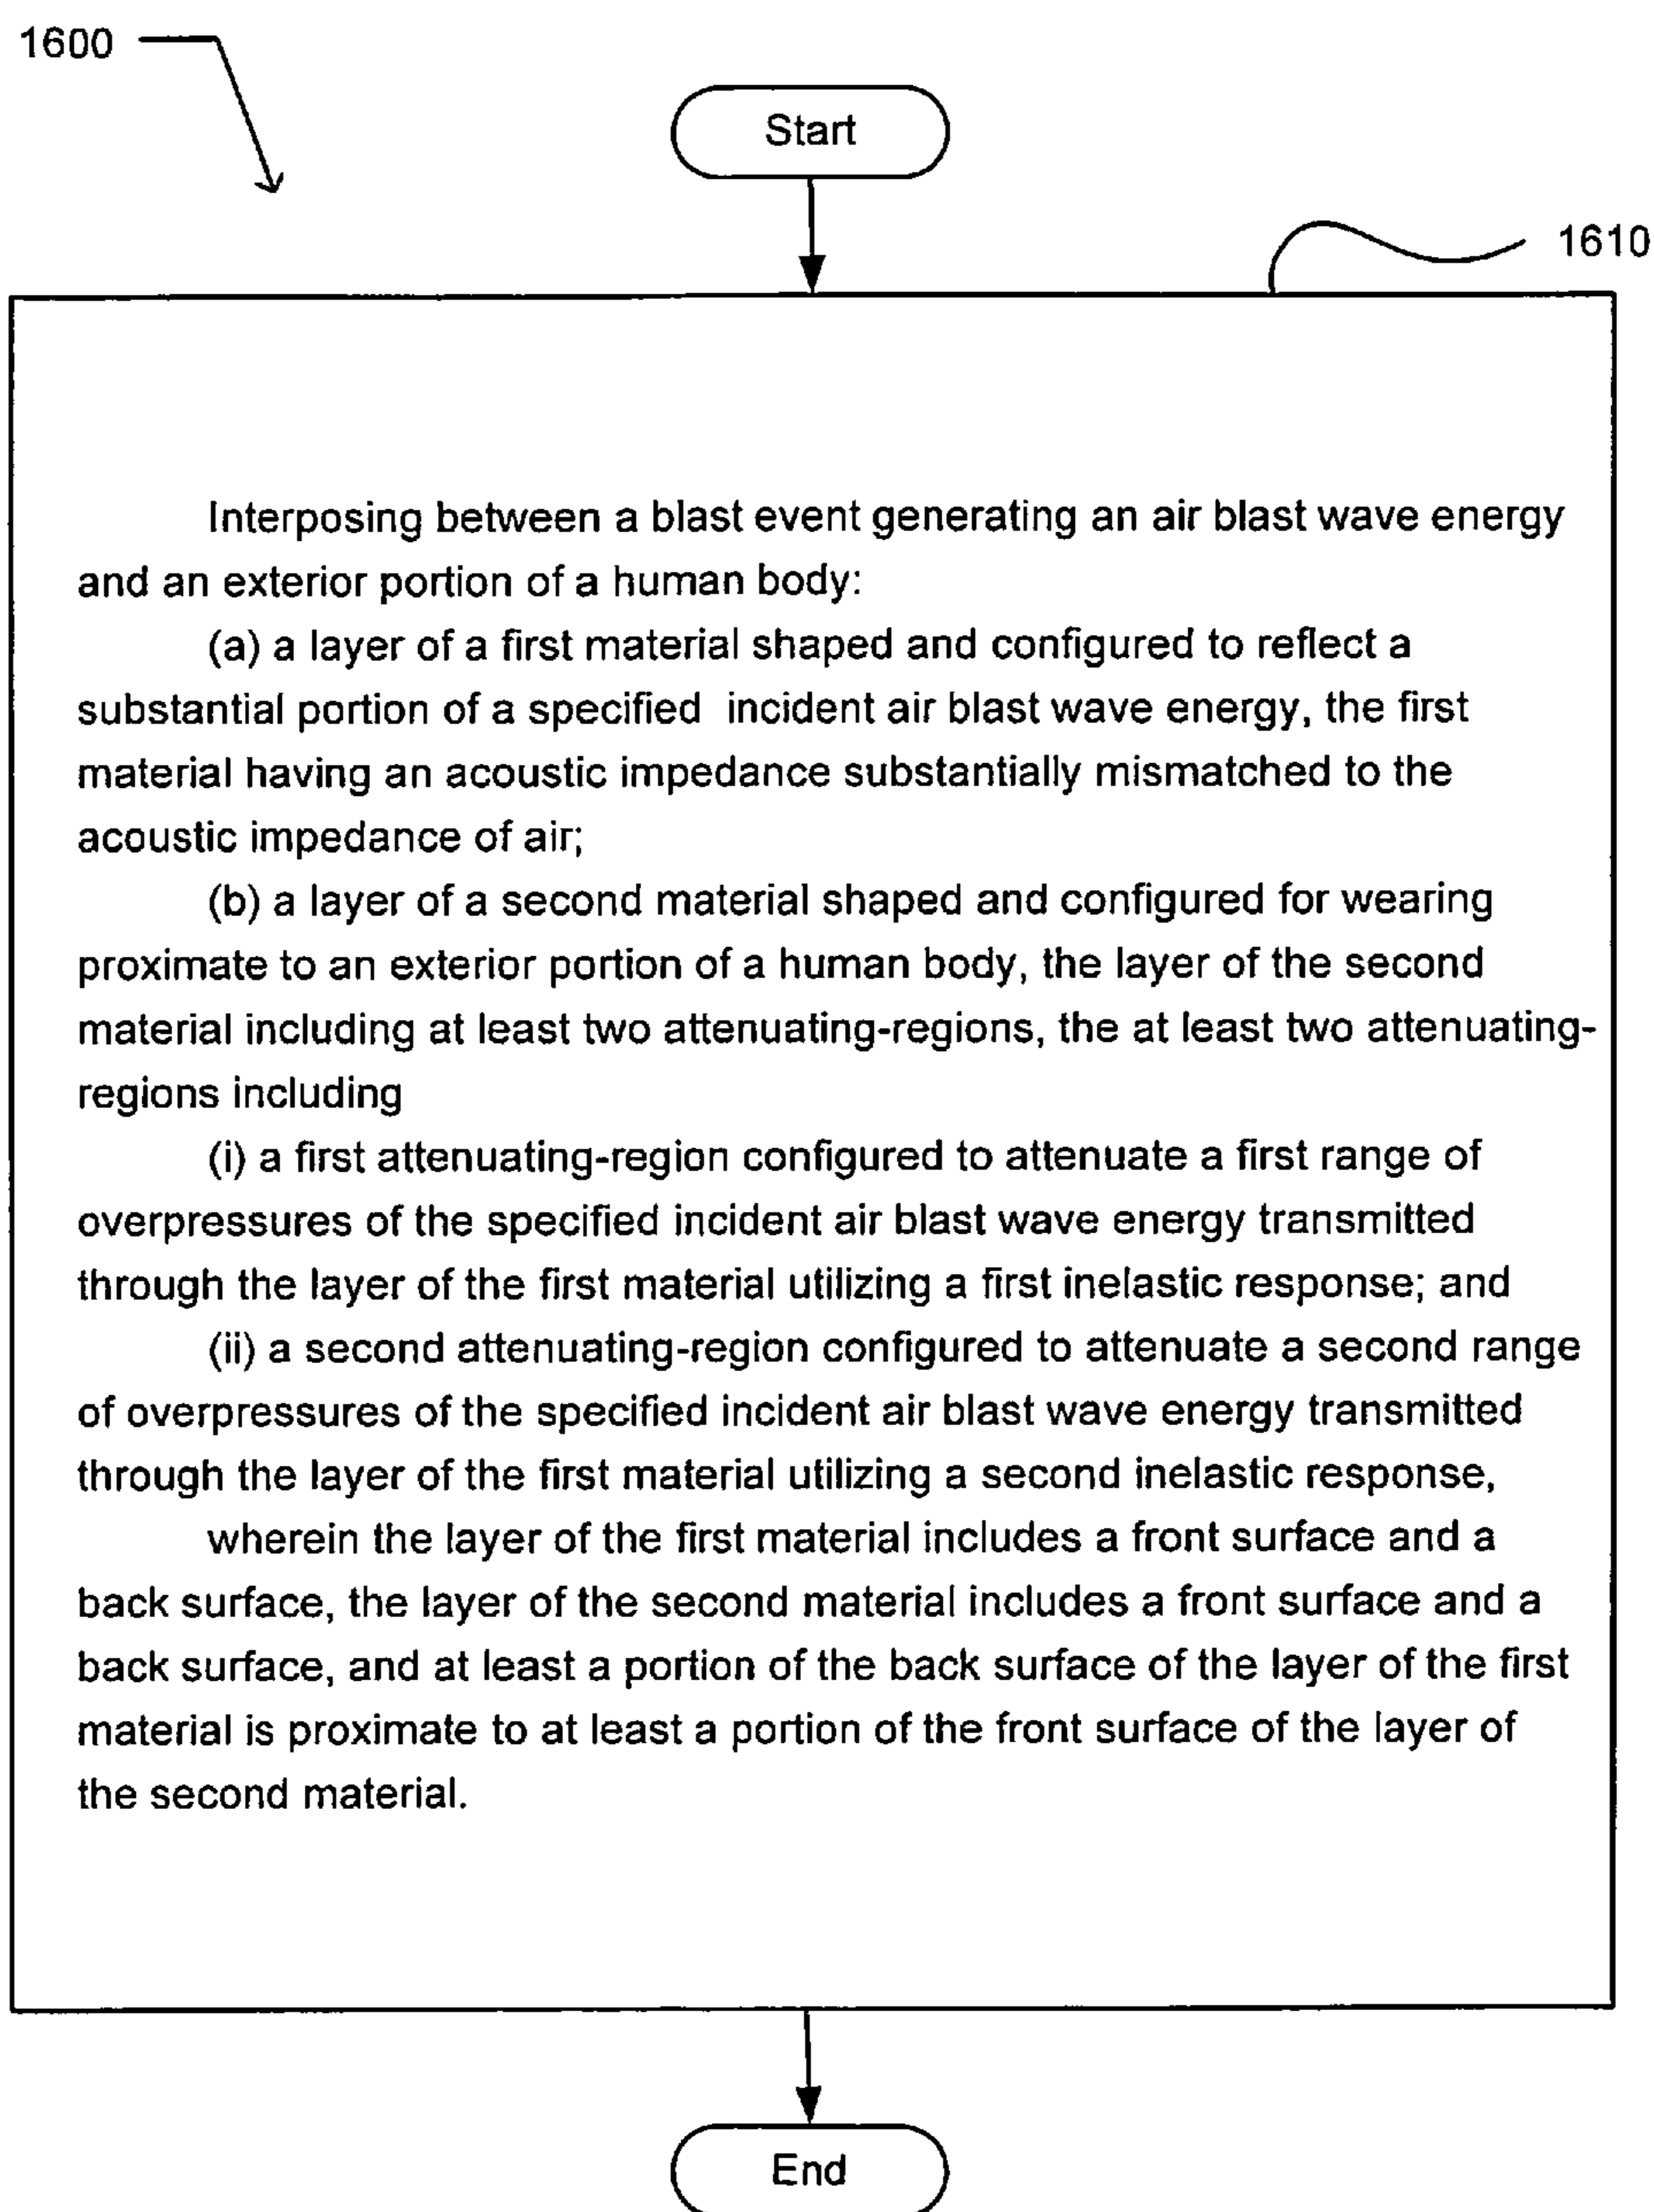 1600
Start
1610
Interposing between a blast event generating an air blast wave energy
and an exterior portion of a human body:
(a) a layer of a first material shaped and configured to reflect a
substantial portion of a specified incident air blast wave energy, the first
material having an acoustic impedance substantially mismatched to the
acoustic impedance of air;
(b) a layer of a second material shaped and configured for wearing
proximate to an exterior portion of a human body, the layer of the second
material including at least two attenuating-regions, the at least two attenuating-
regions including
(i) a first attenuating-region configured to attenuate a first range of
overpressures of the specified incident air blast wave energy transmitted
through the layer of the first material utilizing a first inelastic response; and
(ii) a second attenuating-region configured to attenuate a second range
of overpressures of the specified incident air blast wave energy transmitted
through the layer of the first material utilizing a second inelastic response,
wherein the layer of the first material includes a front surface and a
back surface, the layer of the second material includes a front surface and a
back surface, and at least a portion of the back surface of the layer of the first
material is proximate to at least a portion of the front surface of the layer of
the second material.
End